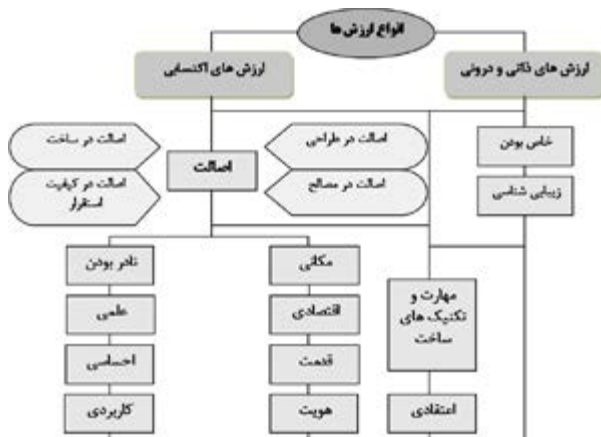 انواع ارزش ها
ارزش های ذاتی و درونی
ارزش های اکتسابی
خاص بودن
زیبایی شناسی
اصالت در طراحی
اصالت در مصالح
اصالت
اصالت در ساخت
اصالت در کیفیت
استقرار
مهارت و
تکنیک های
ساخت
اعتقادی
مکانی
اقتصادی
قدمت
هویت
نادر بودن
علمی
احساسی
کاربردی